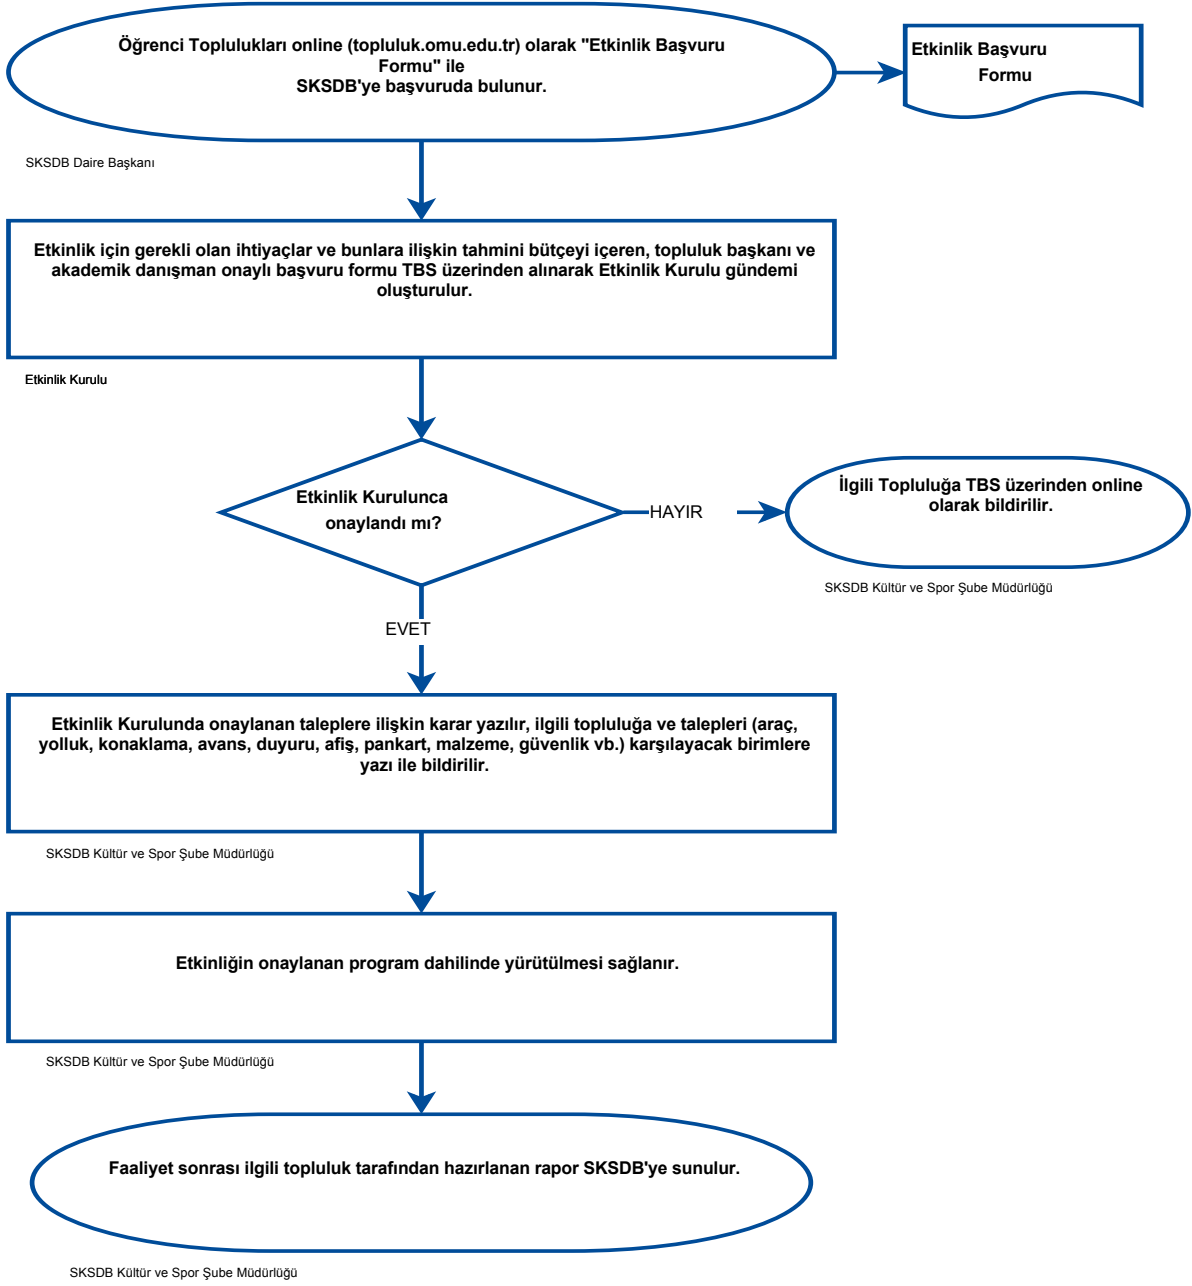 Öğrenci Toplulukları online (topluluk.omu.edu.tr) olarak "Etkinlik Başvuru
Formu" ile
SKSDB'ye başvuruda bulunur.
Etkinlik Başvuru
Formu
SKSDB Daire Başkanı
Etkinlik için gerekli olan ihtiyaçlar ve bunlara ilişkin tahmini bütçeyi içeren, topluluk başkanı ve
akademik danışman onaylı başvuru formu TBS üzerinden alınarak Etkinlik Kurulu gündemi
oluşturulur.
Etkinlik Kurulu
Etkinlik Kurulunca
onaylandı mı?
HAYIR
İlgili Topluluğa TBS üzerinden online
olarak bildirilir.
SKSDB Kültür ve Spor Şube Müdürlüğü
EVET
Etkinlik Kurulunda onaylanan taleplere ilişkin karar yazılır, ilgili topluluğa ve talepleri (araç,
yolluk, konaklama, avans, duyuru, afiş, pankart, malzeme, güvenlik vb.) karşılayacak birimlere
yazı ile bildirilir.
SKSDB Kültür ve Spor Şube Müdürlüğü
Etkinliğin onaylanan program dahilinde yürütülmesi sağlanır.
SKSDB Kültür ve Spor Şube Müdürlüğü
Faaliyet sonrası ilgili topluluk tarafından hazırlanan rapor SKSDB'ye sunulur.
SKSDB Kültür ve Spor Şube Müdürlüğü